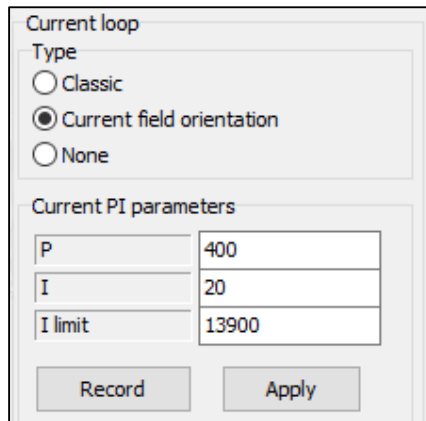 Current loop
Type
Classic
Current field orientation
None
Current PI parameters
P 400
I 20
I limit 13900
Record Apply